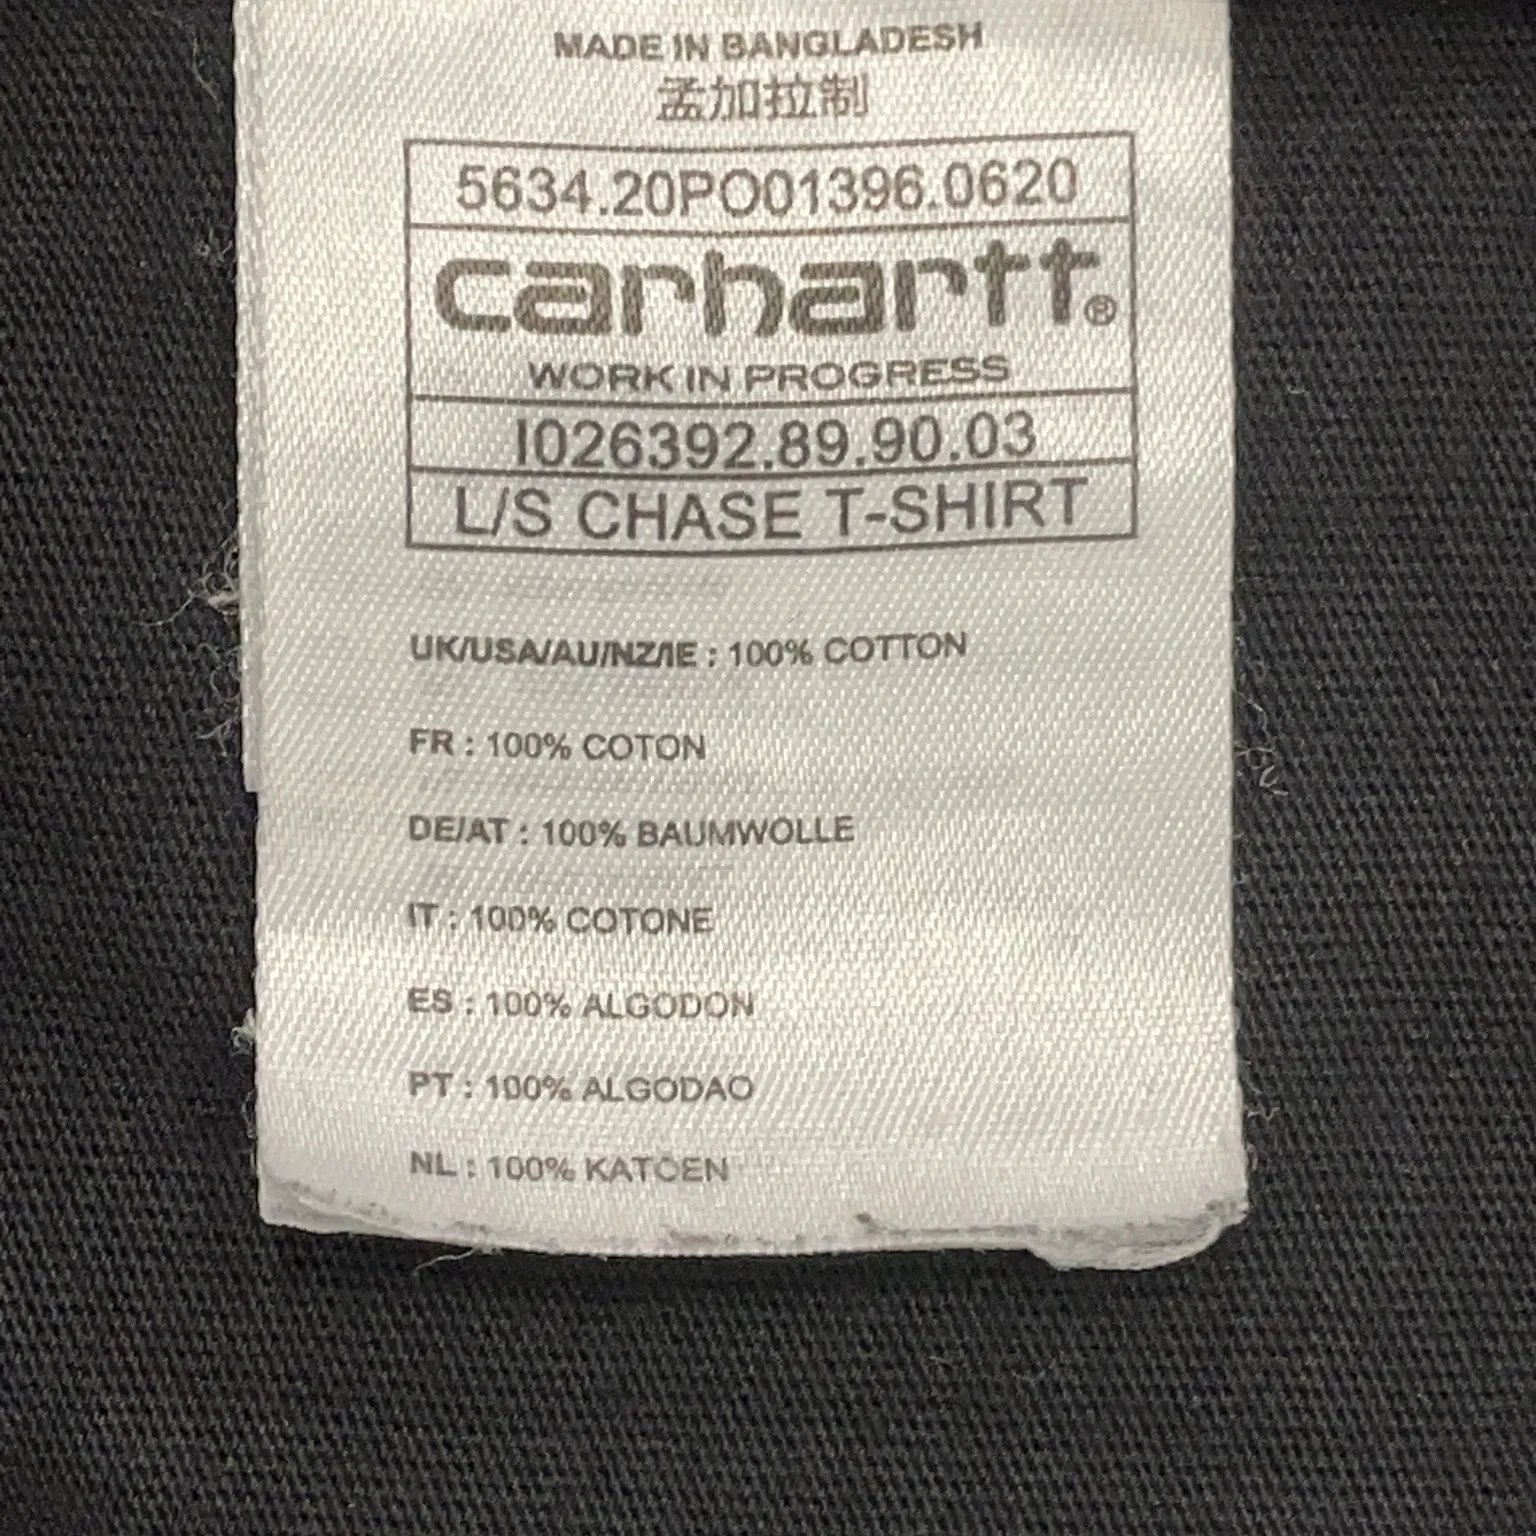 MADE IN BANGLADESH
孟加拉制
5634.20PO01396.0620
carhartt®
WORK IN PROGRESS
I026392.89.90.03
L/S CHASE T-SHIRT
UK/USA/AU/NZ/IE : 100% COTTON
FR : 100% COTON
DE/AT : 100% BAUMWOLLE
IT : 100% COTONE
ES : 100% ALGODON
PT : 100% ALGODAO
NL : 100% KATOEN